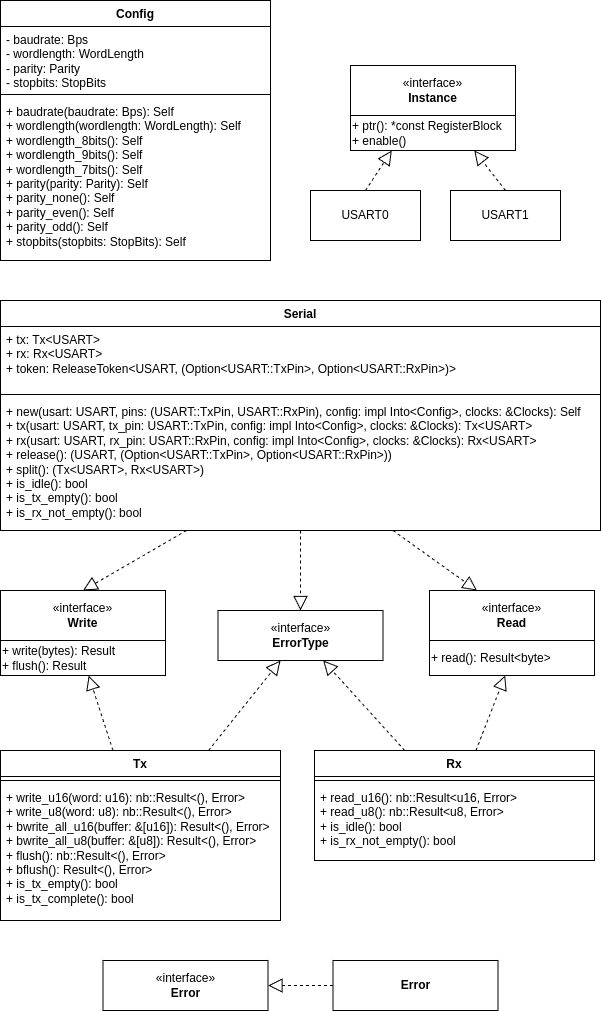 Config
- baudrate: Bps
- wordlength: WordLength
- parity: Parity
- stopbits: StopBits
+ baudrate(baudrate: Bps): Self
+ wordlength(wordlength: WordLength): Self
+ wordlength_8bits(): Self
+ wordlength_9bits(): Self
+ wordlength_7bits(): Self
+ parity(parity: Parity): Self
+ parity_none(): Self
+ parity_even(): Self
+ parity_odd(): Self
+ stopbits(stopbits: StopBits): Self
«interface»
Instance
+ ptr(): *const RegisterBlock
+ enable()
USART0
USART1
Serial
+ tx: Tx<USART>
+ rx: Rx<USART>
+ token: ReleaseToken<USART, (Option<USART::TxPin>, Option<USART::RxPin>)>
+ new(usart: USART, pins: (USART::TxPin, USART::RxPin), config: impl Into<Config>, clocks: &Clocks): Self
+ tx(usart: USART, tx_pin: USART::TxPin, config: impl Into<Config>, clocks: &Clocks): Tx<USART>
+ rx(usart: USART, rx_pin: USART::RxPin, config: impl Into<Config>, clocks: &Clocks): Rx<USART>
+ release(): (USART, (Option<USART::TxPin>, Option<USART::RxPin>))
+ split(): (Tx<USART>, Rx<USART>)
+ is_idle(): bool
+ is_tx_empty(): bool
+ is_rx_not_empty(): bool
«interface»
Write
+ write(bytes): Result
+ flush(): Result
«interface»
ErrorType
«interface»
Read
+ read(): Result<byte>
Tx
+ write_u16(word: u16): nb::Result<(), Error>
+ write_u8(word: u8): nb::Result<(), Error>
+ bwrite_all_u16(buffer: &[u16]): Result<(), Error>
+ bwrite_all_u8(buffer: &[u8]): Result<(), Error>
+ flush(): nb::Result<(), Error>
+ bflush(): Result<(), Error>
+ is_tx_empty(): bool
+ is_tx_complete(): bool
Rx
+ read_u16(): nb::Result<u16, Error>
+ read_u8(): nb::Result<u8, Error>
+ is_idle(): bool
+ is_rx_not_empty(): bool
«interface»
Error
Error